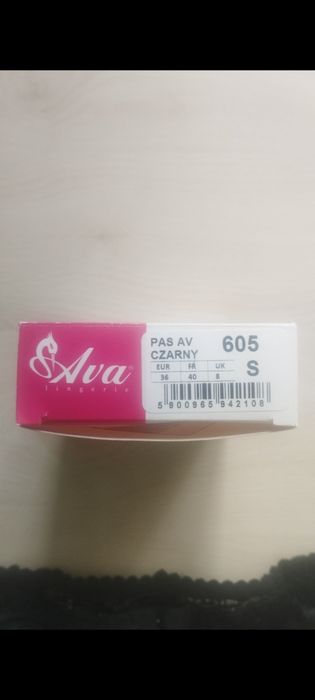 Ava
lingerie
PAS AV 605
CZARNY
EUR FR UK S
36 40 8
5 900965 942108